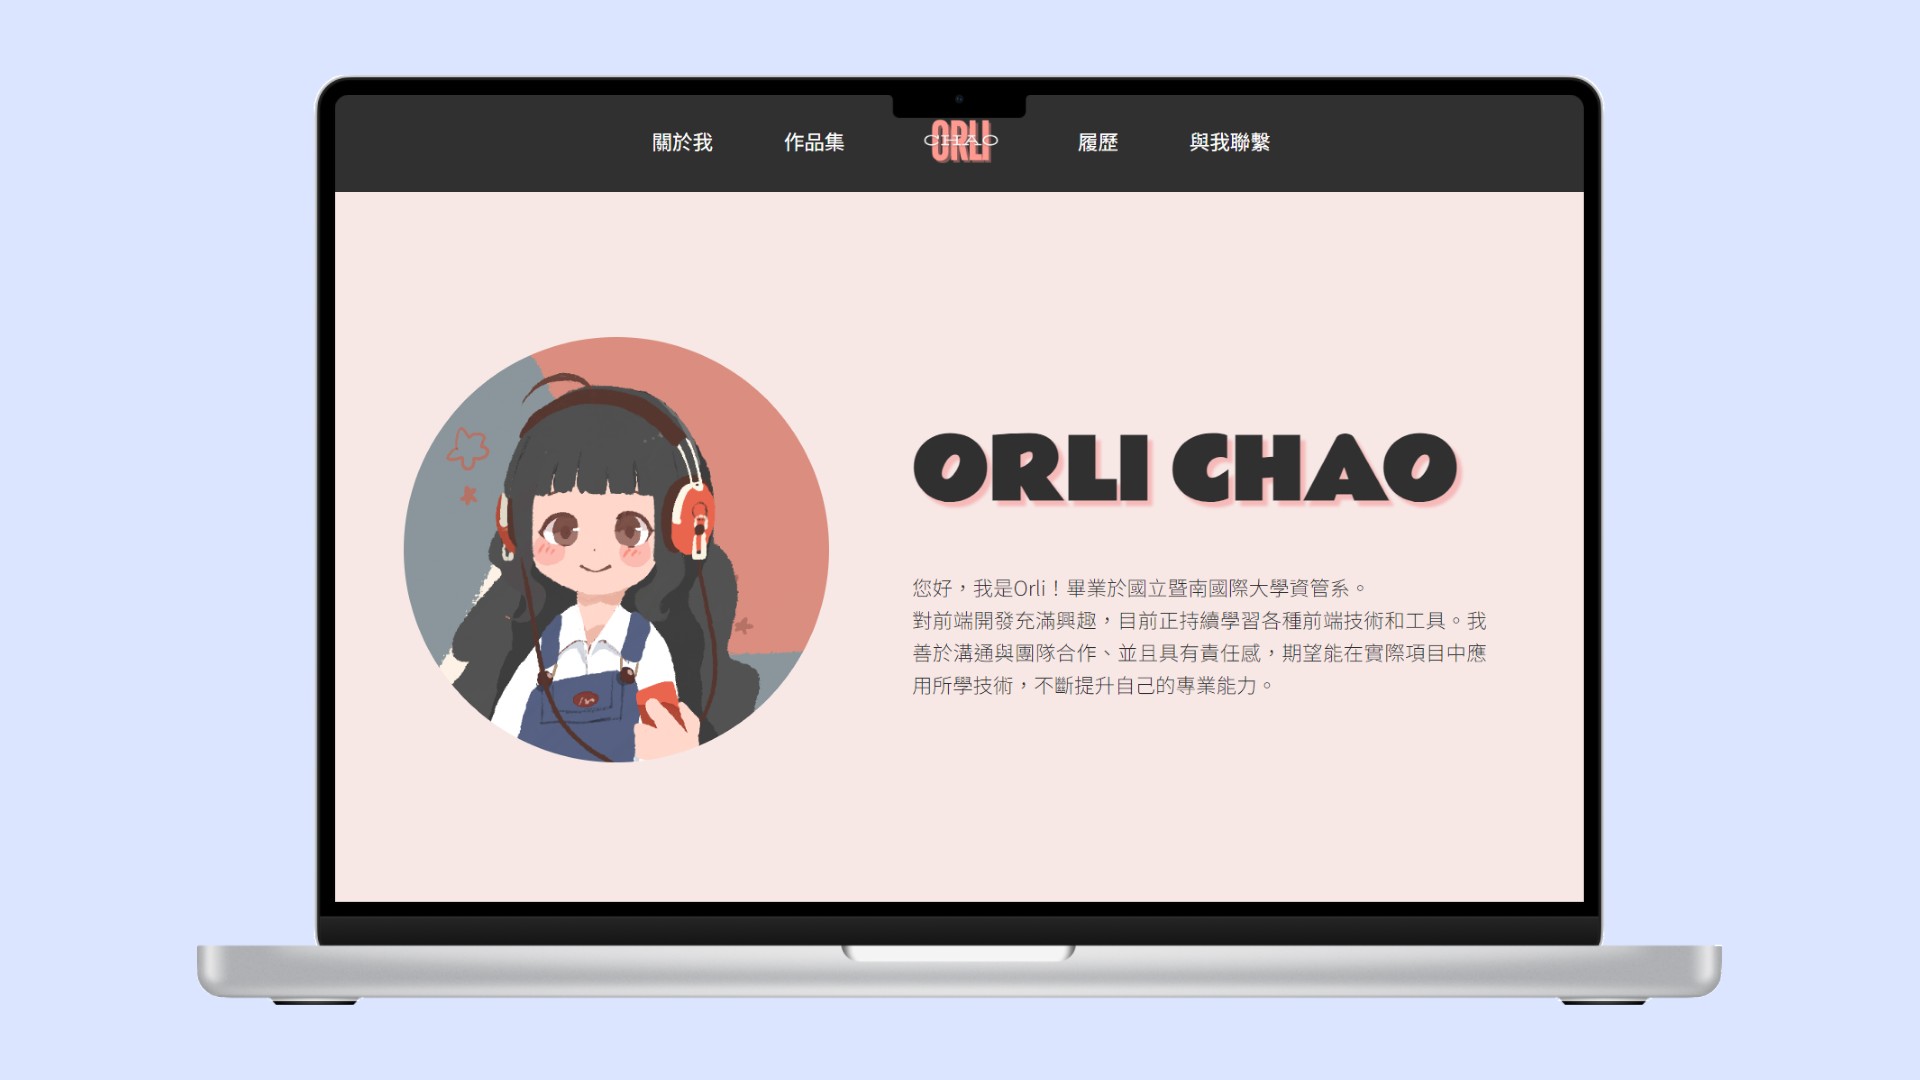 關於我
作品集
ORLI
CHAO
履歷
與我聯繫
ORLI CHAO
您好，我是Orli！畢業於國立暨南國際大學資管系。
對前端開發充滿興趣，目前正持續學習各種前端技術和工具。我
善於溝通與團隊合作、並且具有責任感，期望能在實際項目中應
用所學技術，不斷提升自己的專業能力。